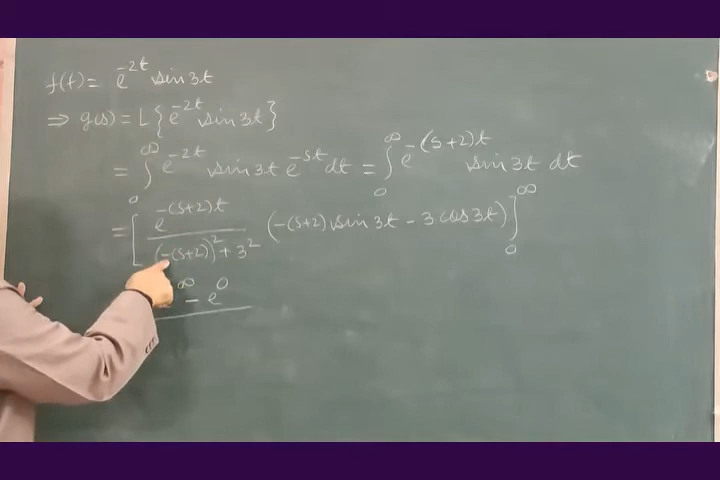 f(t) = e^{-2t} sin 3t
⇒ g(s) = L{e^{-2t} sin 3t}
= ∫_0^∞ e^{-2t} sin 3t e^{-st} dt = ∫_0^∞ e^{-(s+2)t} sin 3t dt
= [ e^{-(s+2)t} / (-(s+2))^2 + 3^2 (-(s+2) sin 3t - 3 cos 3t) ]_0^∞
∞ - e^0